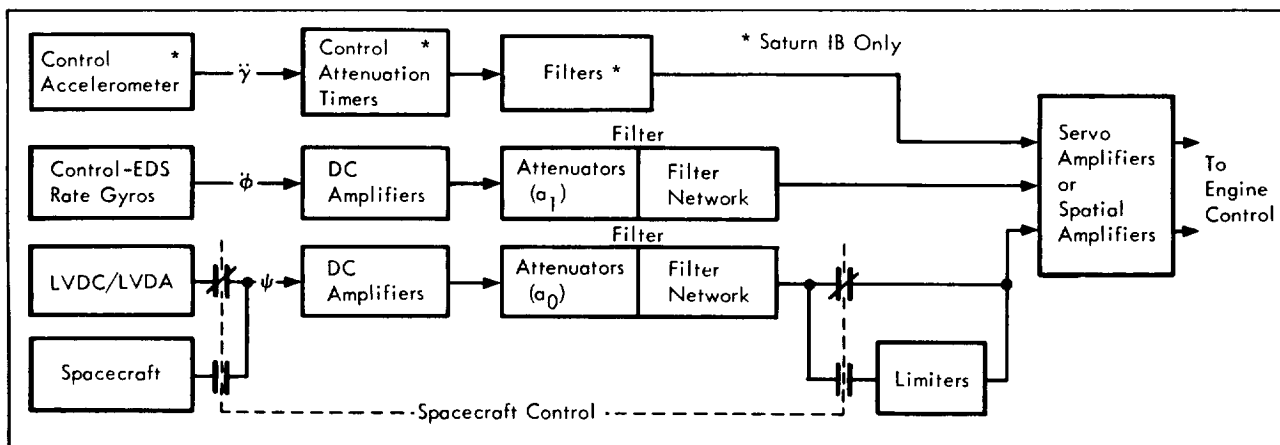 * Saturn IB Only
Control *
Accelerometer
γ̈
Control *
Attenuation
Timers
Filters *
Servo
Amplifiers
or
Spatial
Amplifiers
To
Engine
Control
Control-EDS
Rate Gyros
φ̈
DC
Amplifiers
Filter
Attenuators
(a1)
Filter
Network
LVDC/LVDA
ψ
DC
Amplifiers
Filter
Attenuators
(a0)
Filter
Network
Spacecraft
Limiters
Spacecraft Control